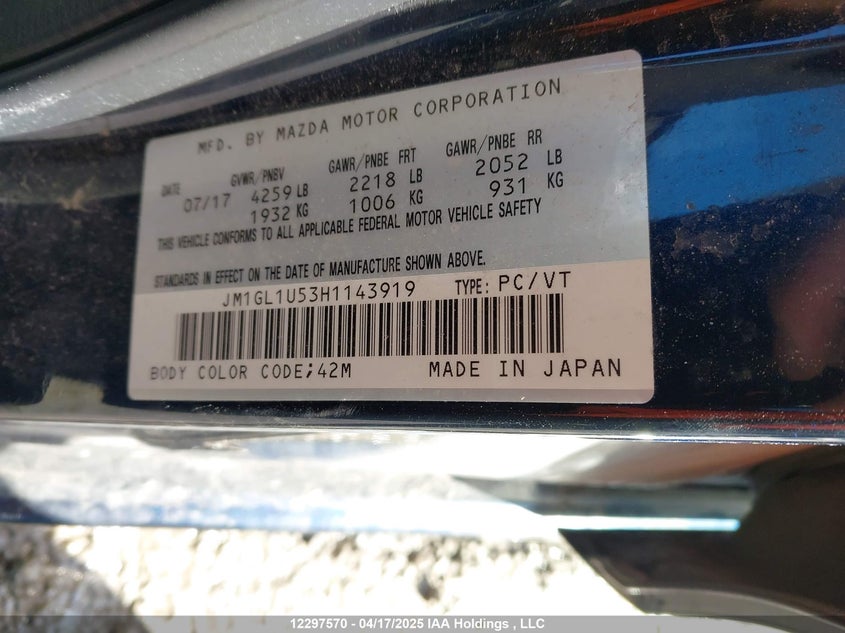 MFD. BY MAZDA MOTOR CORPORATION
DATE GVWR/PNBV GAWR/PNBE FRT GAWR/PNBE RR
07/17 4259 LB 2218 LB 2052 LB
1932 KG 1006 KG 931 KG
THIS VEHICLE CONFORMS TO ALL APPLICABLE FEDERAL MOTOR VEHICLE SAFETY
STANDARDS IN EFFECT ON THE DATE OF MANUFACTURE SHOWN ABOVE.
JM1GL1U53H1143919 TYPE: PC/VT
BODY COLOR CODE;42M MADE IN JAPAN
12297570 - 04/17/2025 IAA Holdings , LLC